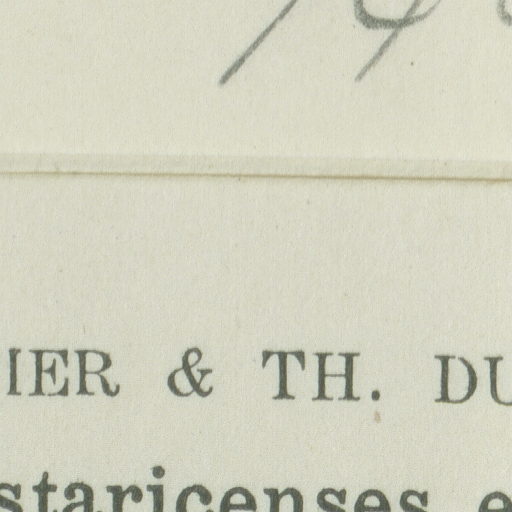 IER & TH. DU
staricenses e